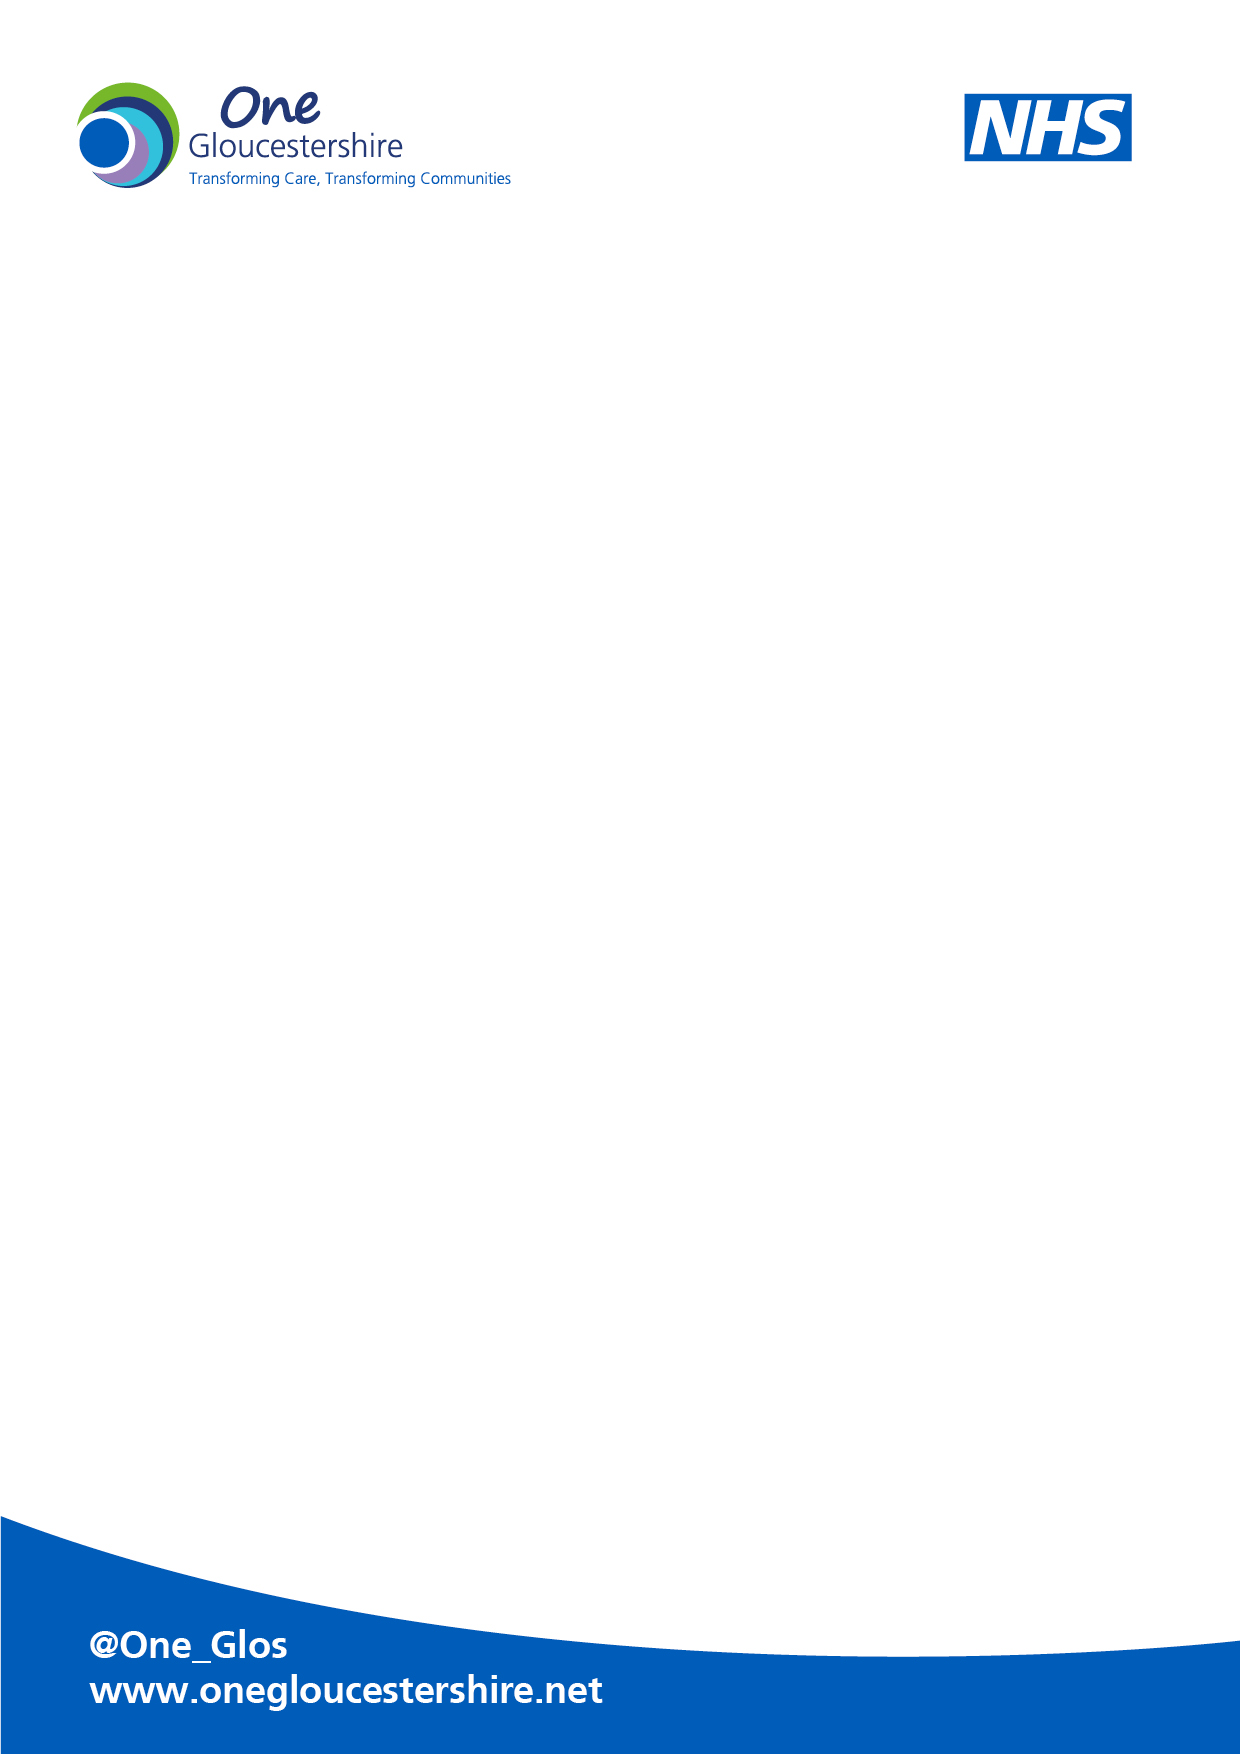 One
Gloucestershire
Transforming Care, Transforming Communities
NHS
@One_Glos
www.onegloucestershire.net